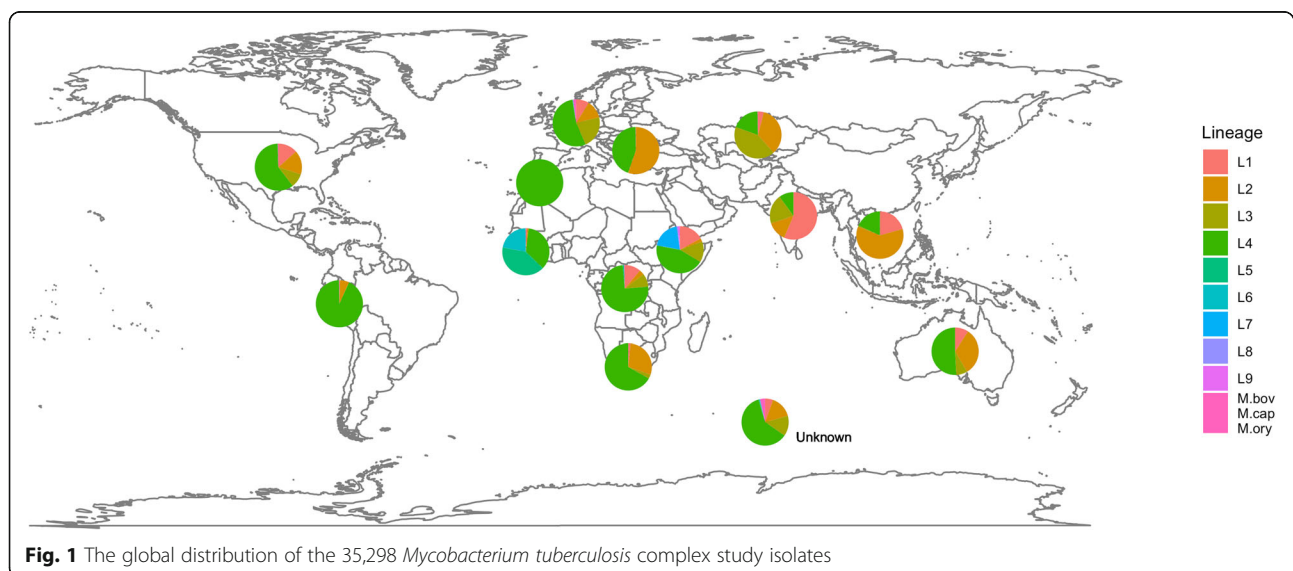 Lineage
L1
L2
L3
L4
L5
L6
L7
L8
L9
M.bov
M.cap
M.ory
Unknown
Fig. 1 The global distribution of the 35,298 Mycobacterium tuberculosis complex study isolates